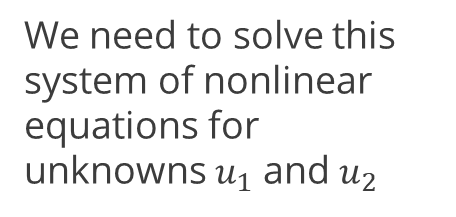 We need to solve this
system of nonlinear
equations for
unknowns u₁ and u₂